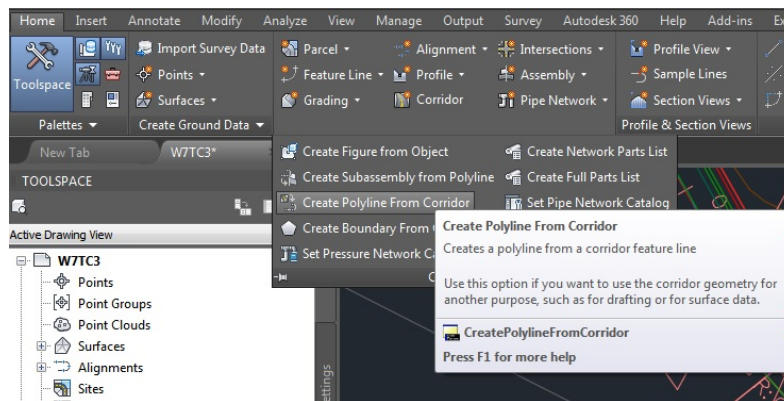 Home Insert Annotate Modify Analyze View Manage Output Survey Autodesk 360 Help Add-ins
Import Survey Data Parcel Alignment Intersections Profile View
Points Feature Line Profile Assembly Sample Lines
Toolspace
Surfaces Grading Corridor Pipe Network Section Views
Palettes Create Ground Data Profile & Section Views
New Tab W7TC3*
Create Figure from Object Create Network Parts List
TOOLSPACE
Create Subassembly from Polyline Create Full Parts List
Create Polyline From Corridor Set Pipe Network Catalog
Active Drawing View
Create Boundary From
Set Pressure Network Ca
Create Polyline From Corridor
Creates a polyline from a corridor feature line
Use this option if you want to use the corridor geometry for
another purpose, such as for drafting or for surface data.
CreatePolylineFromCorridor
Press F1 for more help
W7TC3
Points
Point Groups
Point Clouds
Surfaces
Alignments
Sites
ettings